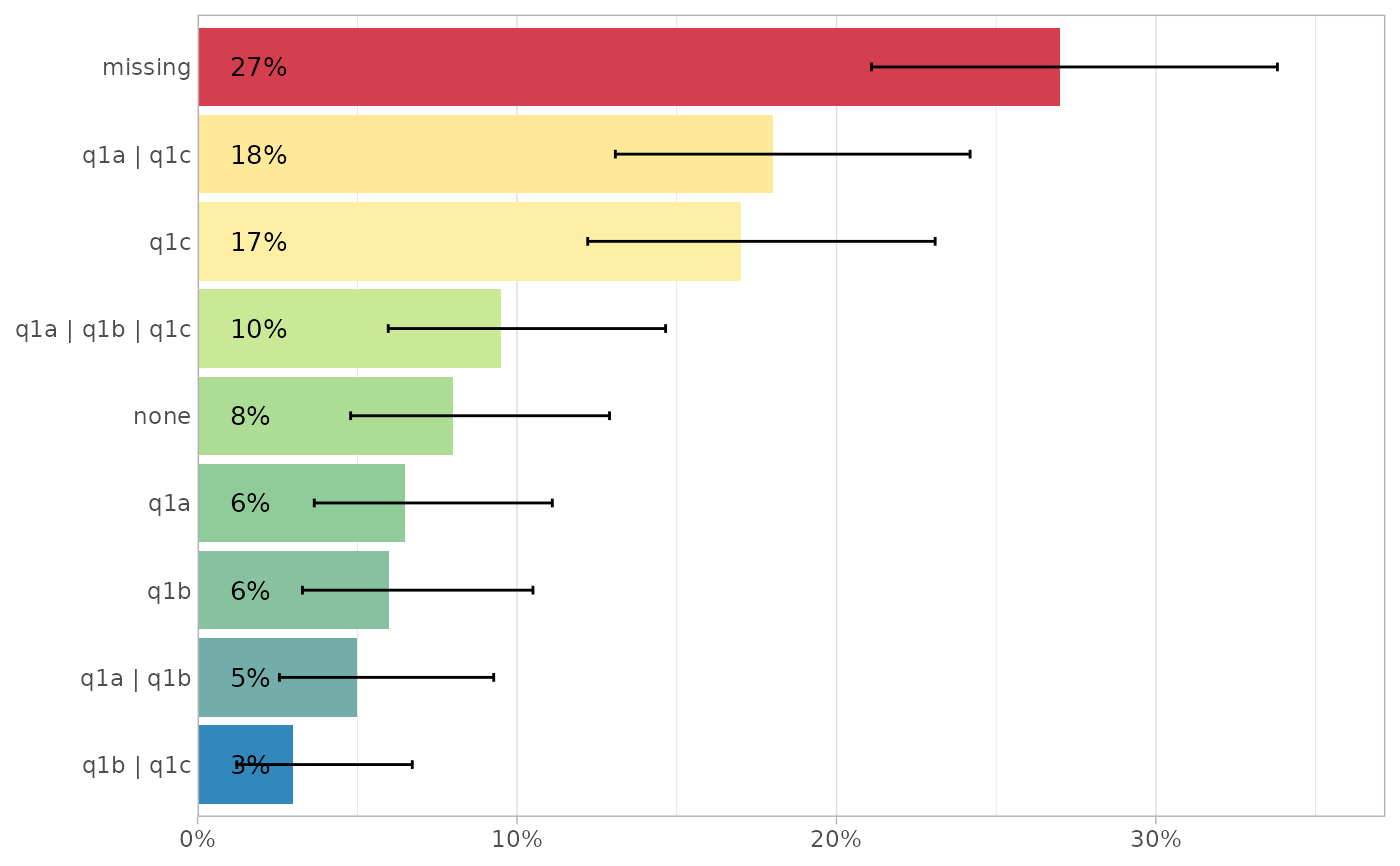 missing 27%
q1a | q1c 18%
q1c 17%
q1a | q1b | q1c 10%
none 8%
q1a 6%
q1b 6%
q1a | q1b 5%
q1b | q1c 3%
0% 10% 20% 30%